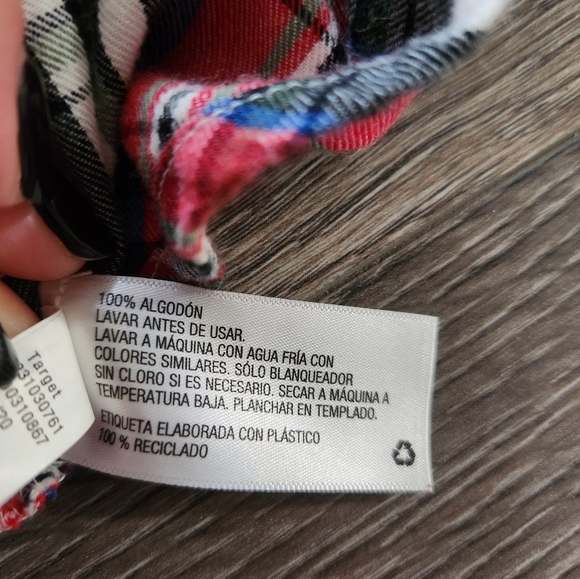 100% ALGODÓN
LAVAR ANTES DE USAR.
LAVAR A MÁQUINA CON AGUA FRÍA CON
COLORES SIMILARES. SÓLO BLANQUEADOR
SIN CLORO SI ES NECESARIO. SECAR A MÁQUINA A
TEMPERATURA BAJA. PLANCHAR EN TEMPLADO.
ETIQUETA ELABORADA CON PLÁSTICO
100 % RECICLADO
Target